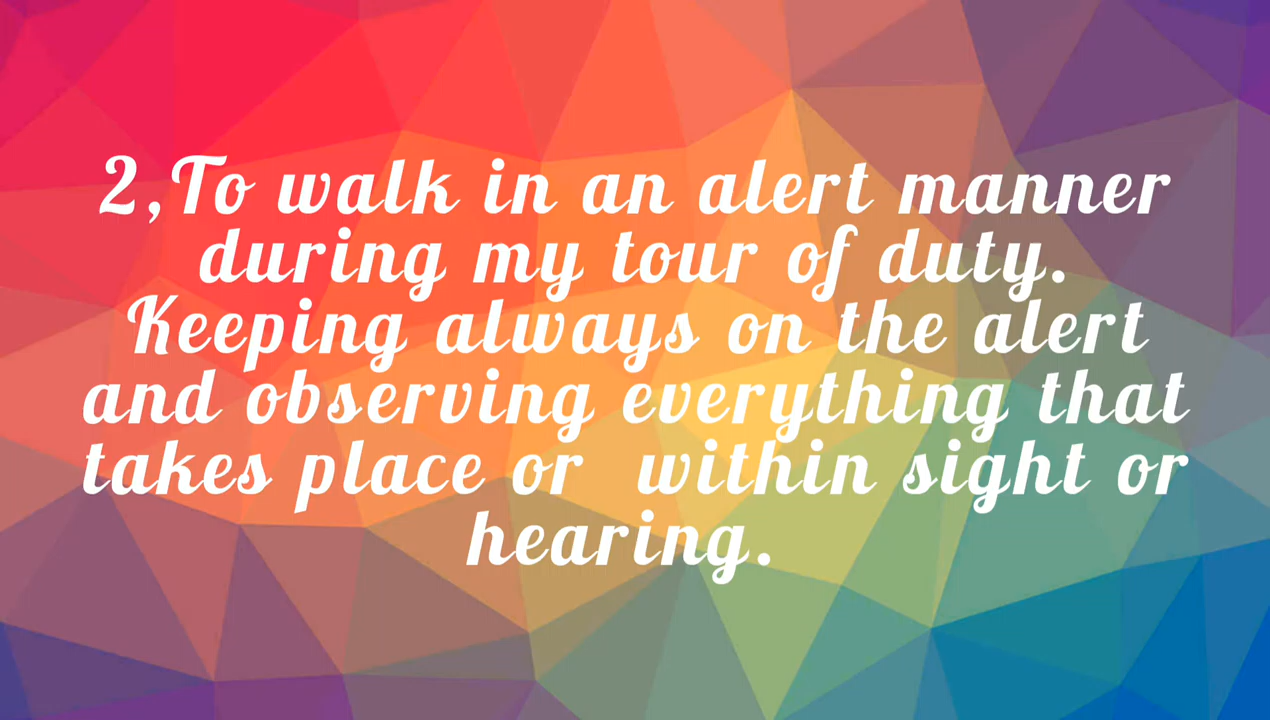 2,To walk in an alert manner
during my tour of duty.
Keeping always on the alert
and observing everything that
takes place or within sight or
hearing.